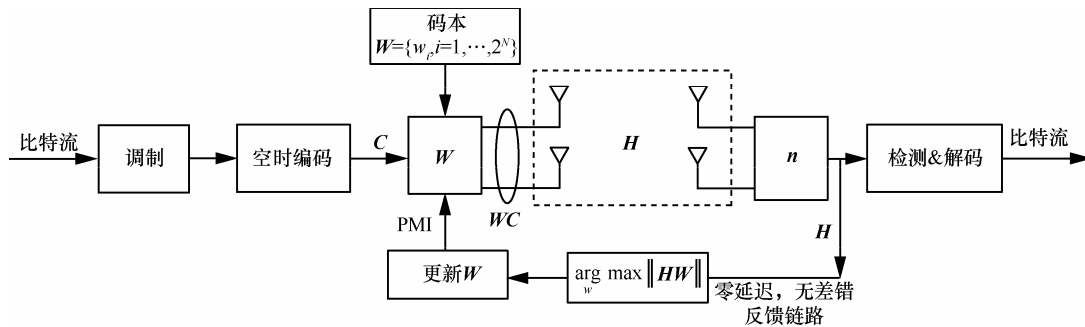 码本
W={w_i,i=1,⋯,2^N}
比特流
调制
空时编码
C
W
H
n
检测&解码
比特流
WC
PMI
H
更新W
arg max‖HW‖
w
零延迟，无差错
反馈链路